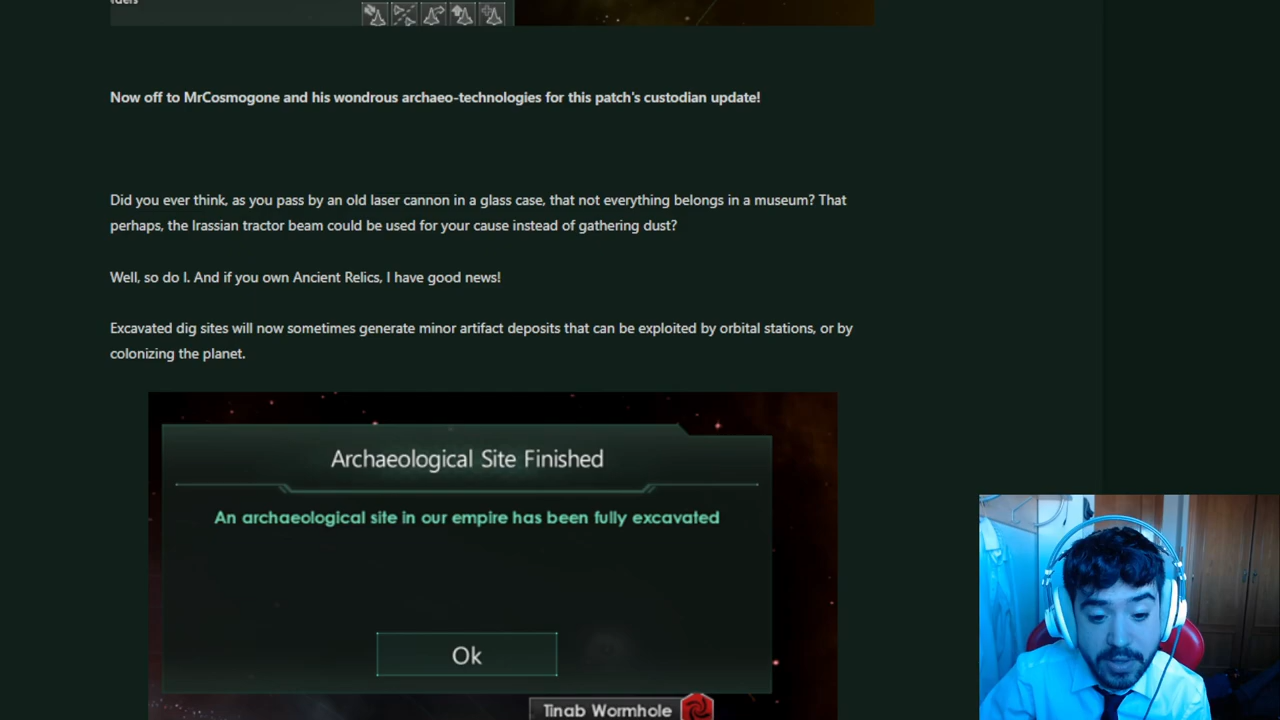 Now off to MrCosmogone and his wondrous archaeo-technologies for this patch's custodian update!
Did you ever think, as you pass by an old laser cannon in a glass case, that not everything belongs in a museum? That
perhaps, the Irassian tractor beam could be used for your cause instead of gathering dust?
Well, so do I. And if you own Ancient Relics, I have good news!
Excavated dig sites will now sometimes generate minor artifact deposits that can be exploited by orbital stations, or by
colonizing the planet.
Archaeological Site Finished
An archaeological site in our empire has been fully excavated
Ok
Tinab Wormhole